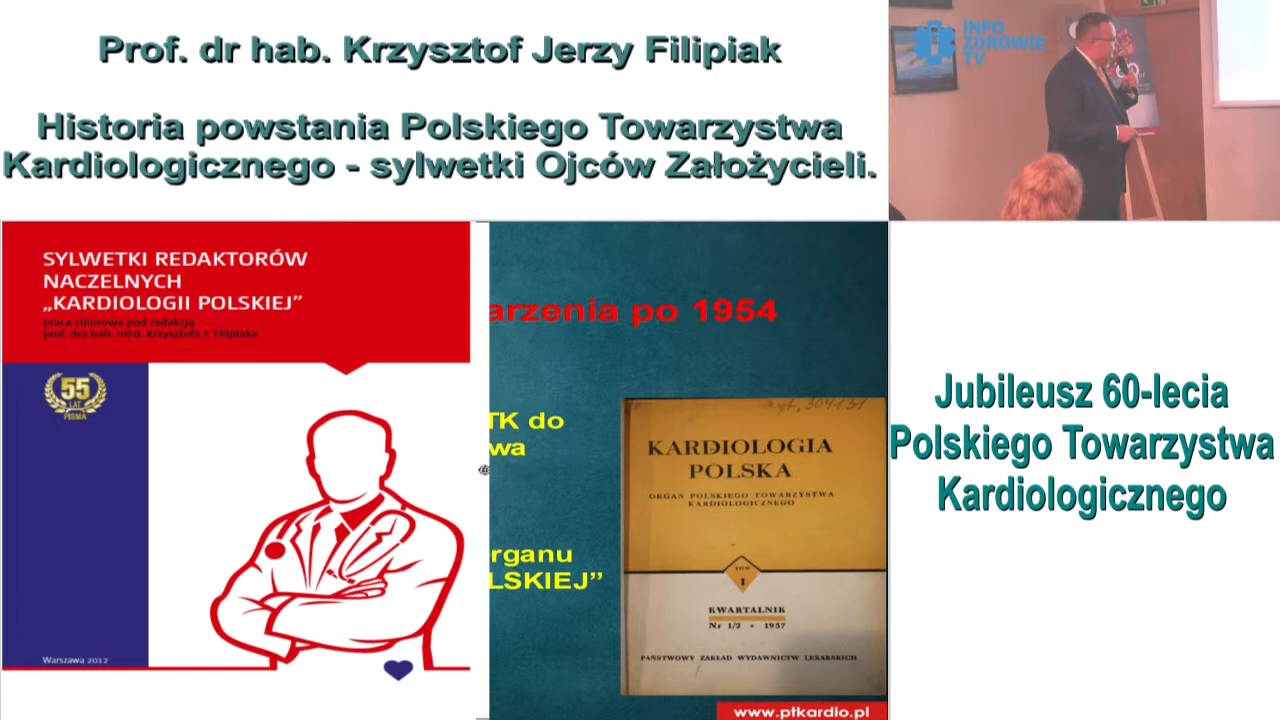 Prof. dr hab. Krzysztof Jerzy Filipiak
Historia powstania Polskiego Towarzystwa
Kardiologicznego - sylwetki Ojców Założycieli.
INFO
ZDROWIE
TV
SYLWETKI REDAKTORÓW
NACZELNYCH
„KARDIOLOGII POLSKIEJ”
praca zbiorowa pod redakcją
prof. dra hab. med. Krzysztofa J. Filipiaka
55
LAT
PISMA
Warszawa 2012
arzenia po 1954
TK do
wa
organu
LSKIEJ”
KARDIOLOGIA
POLSKA
ORGAN POLSKIEGO TOWARZYSTWA
KARDIOLOGICZNEGO
TOM
I
KWARTALNIK
Nr 1/2 • 1957
PAŃSTWOWY ZAKŁAD WYDAWNICTW LEKARSKICH
www.ptkardio.pl
Jubileusz 60-lecia
Polskiego Towarzystwa
Kardiologicznego